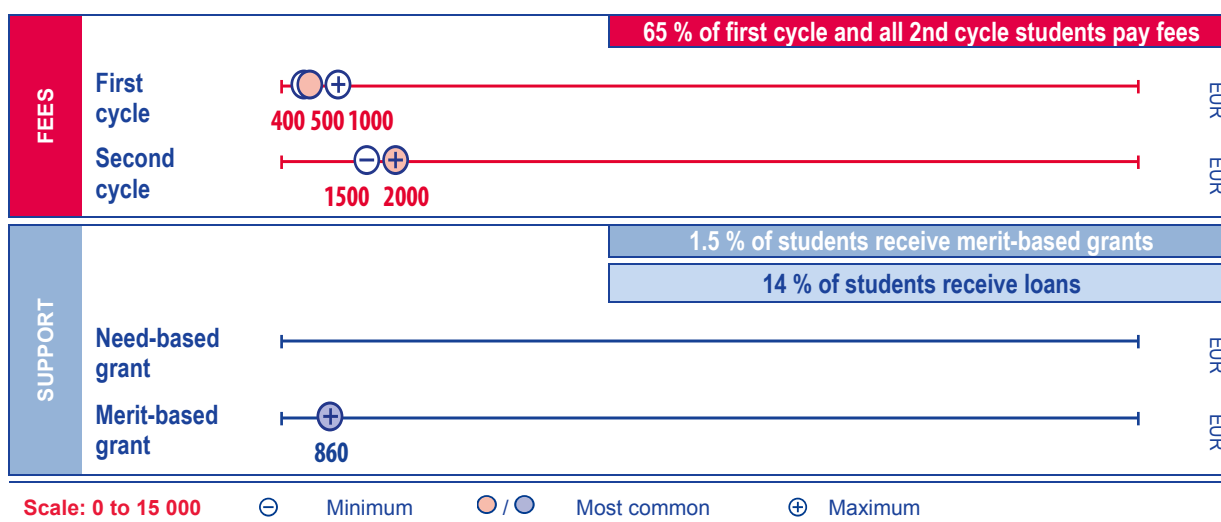 65 % of first cycle and all 2nd cycle students pay fees
FEES
First
cycle
400 500 1000
EUR
Second
cycle
1500 2000
EUR
1.5 % of students receive merit-based grants
14 % of students receive loans
SUPPORT
Need-based
grant
EUR
Merit-based
grant
860
EUR
Scale: 0 to 15 000 Minimum / Most common Maximum